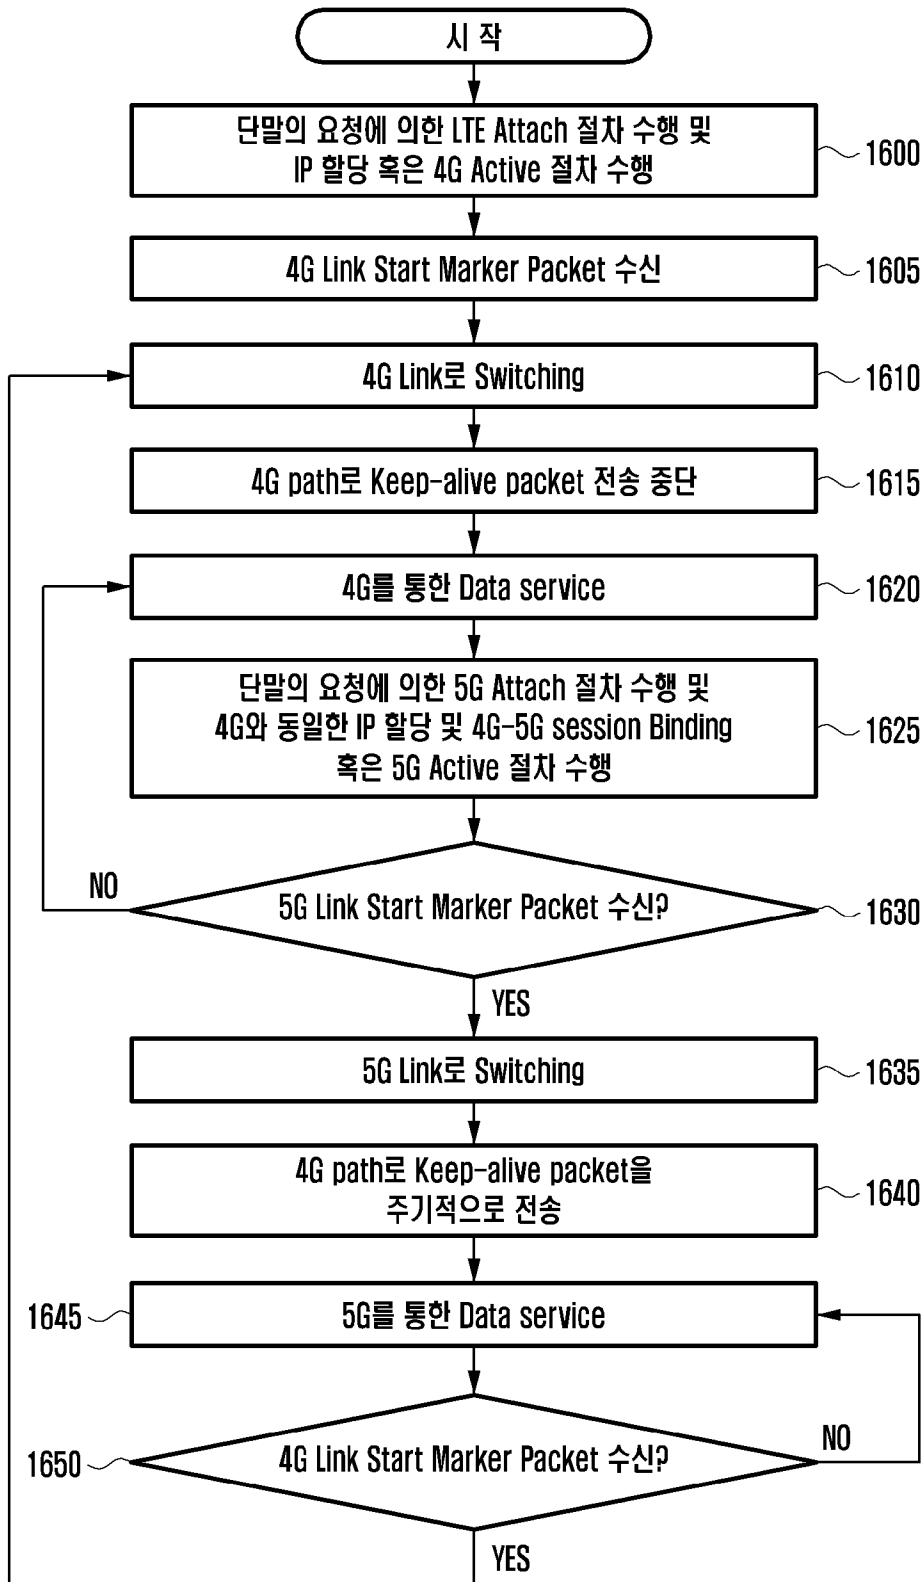 시 작
단말의 요청에 의한 LTE Attach 절차 수행 및
IP 할당 혹은 4G Active 절차 수행
1600
4G Link Start Marker Packet 수신
1605
4G Link로 Switching
1610
4G path로 Keep-alive packet 전송 중단
1615
4G를 통한 Data service
1620
단말의 요청에 의한 5G Attach 절차 수행 및
4G와 동일한 IP 할당 및 4G-5G session Binding
혹은 5G Active 절차 수행
1625
NO
5G Link Start Marker Packet 수신?
1630
YES
5G Link로 Switching
1635
4G path로 Keep-alive packet을
주기적으로 전송
1640
1645
5G를 통한 Data service
1650
4G Link Start Marker Packet 수신?
NO
YES